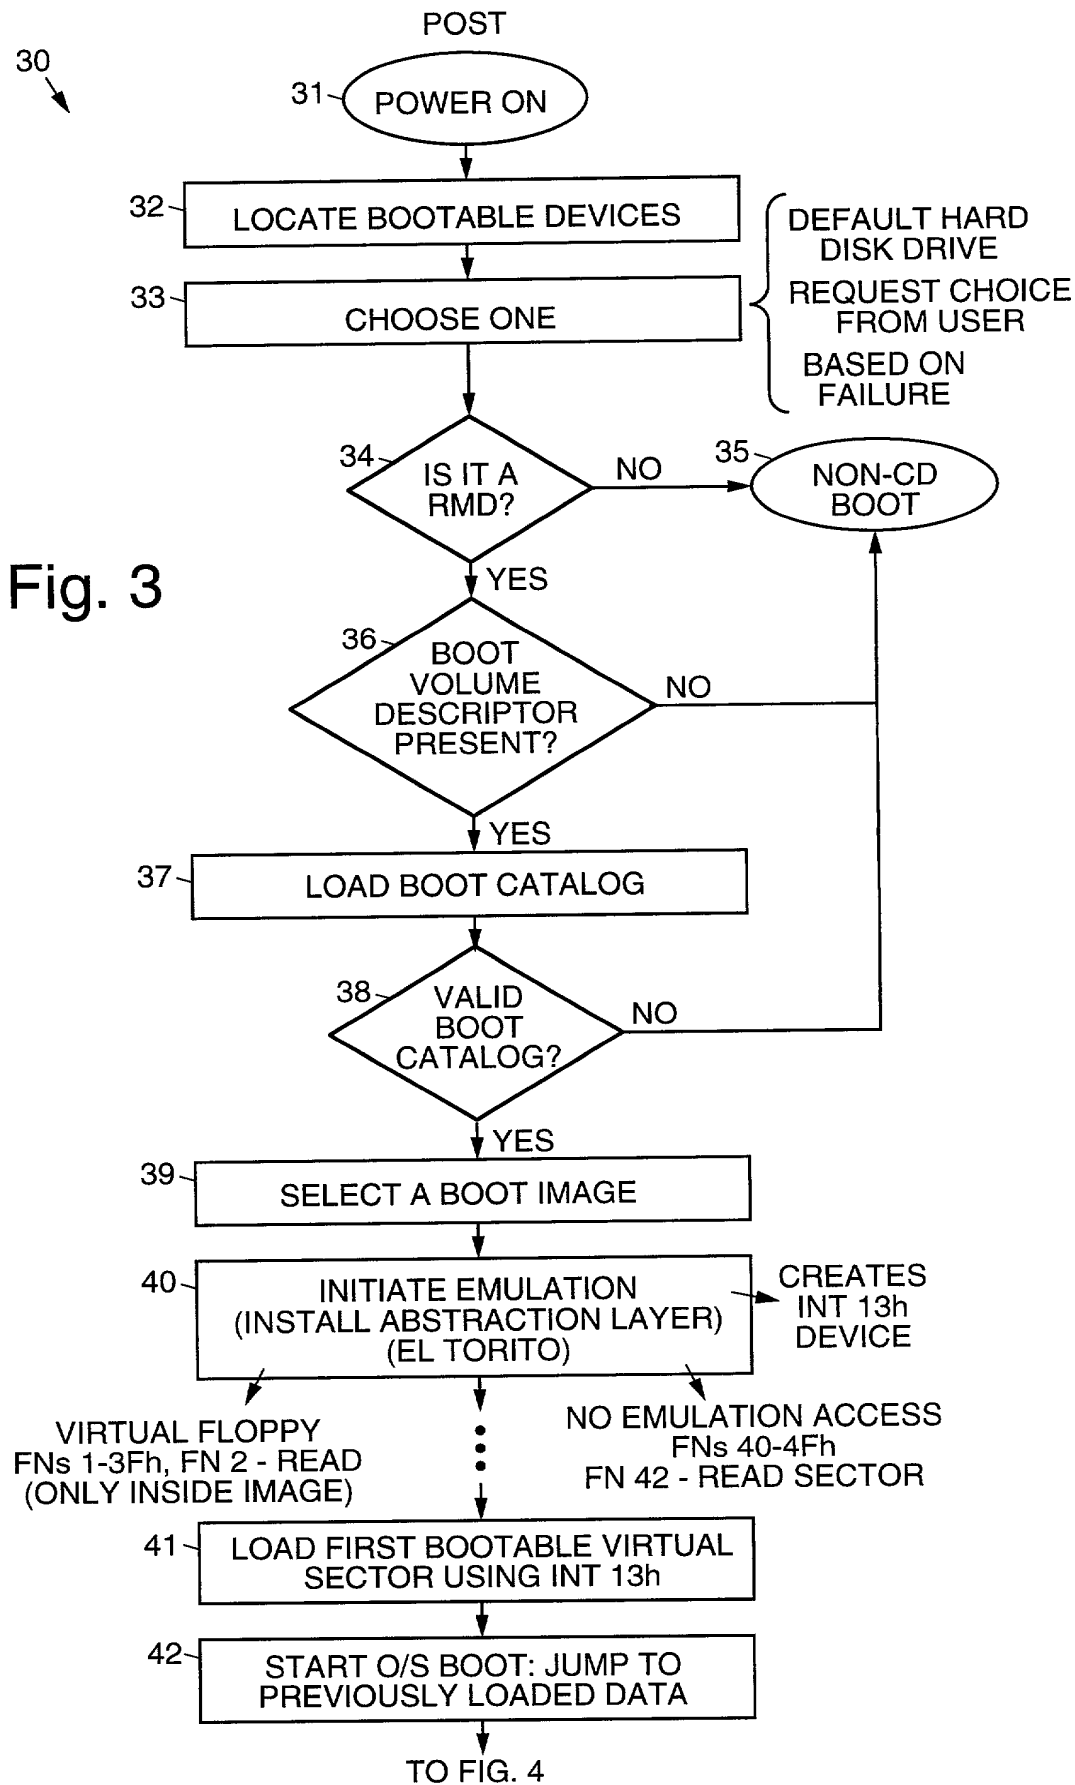 POST
30
31
POWER ON
32
LOCATE BOOTABLE DEVICES
33
CHOOSE ONE
DEFAULT HARD
DISK DRIVE
REQUEST CHOICE
FROM USER
BASED ON
FAILURE
34
IS IT A
RMD?
NO
35
NON-CD
BOOT
YES
Fig. 3
36
BOOT
VOLUME
DESCRIPTOR
PRESENT?
NO
YES
37
LOAD BOOT CATALOG
38
VALID
BOOT
CATALOG?
NO
YES
39
SELECT A BOOT IMAGE
40
INITIATE EMULATION
(INSTALL ABSTRACTION LAYER)
(EL TORITO)
CREATES
INT 13h
DEVICE
VIRTUAL FLOPPY
FNs 1-3Fh, FN 2 - READ
(ONLY INSIDE IMAGE)
NO EMULATION ACCESS
FNs 40-4Fh
FN 42 - READ SECTOR
41
LOAD FIRST BOOTABLE VIRTUAL
SECTOR USING INT 13h
42
START O/S BOOT: JUMP TO
PREVIOUSLY LOADED DATA
TO FIG. 4